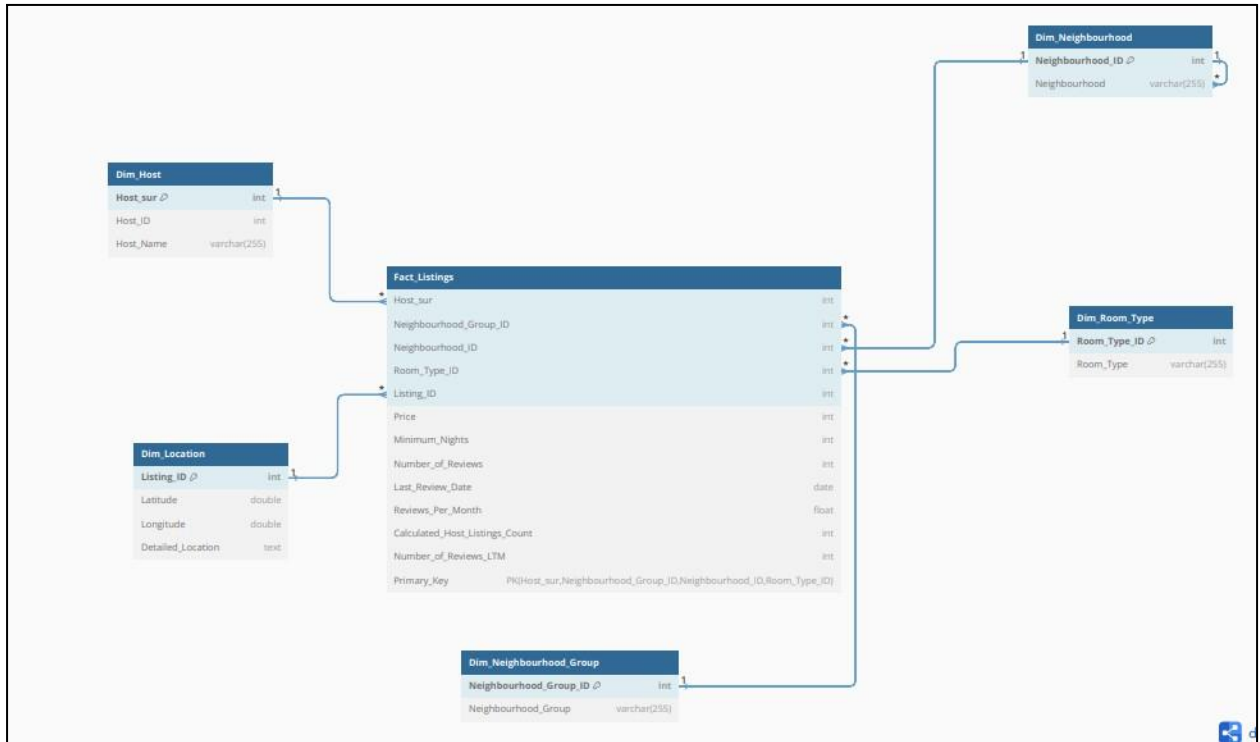 Dim_Neighbourhood
1 Neighbourhood_ID int 1
Neighbourhood varchar(255) *
Dim_Host
Host_sur int 1
Host_ID int
Host_Name varchar(255)
Fact_Listings
* Host_sur int
Neighbourhood_Group_ID int *
Neighbourhood_ID int *
Room_Type_ID int *
* Listing_ID int
Price int
Minimum_Nights int
Number_of_Reviews int
Last_Review_Date date
Reviews_Per_Month float
Calculated_Host_Listings_Count int
Number_of_Reviews_LTM int
Primary_Key PK(Host_sur,Neighbourhood_Group_ID,Neighbourhood_ID,Room_Type_ID)
Dim_Room_Type
1 Room_Type_ID int
Room_Type varchar(255)
Dim_Location
Listing_ID int 1
Latitude double
Longitude double
Detailed_Location text
Dim_Neighbourhood_Group
Neighbourhood_Group_ID int 1
Neighbourhood_Group varchar(255)
d